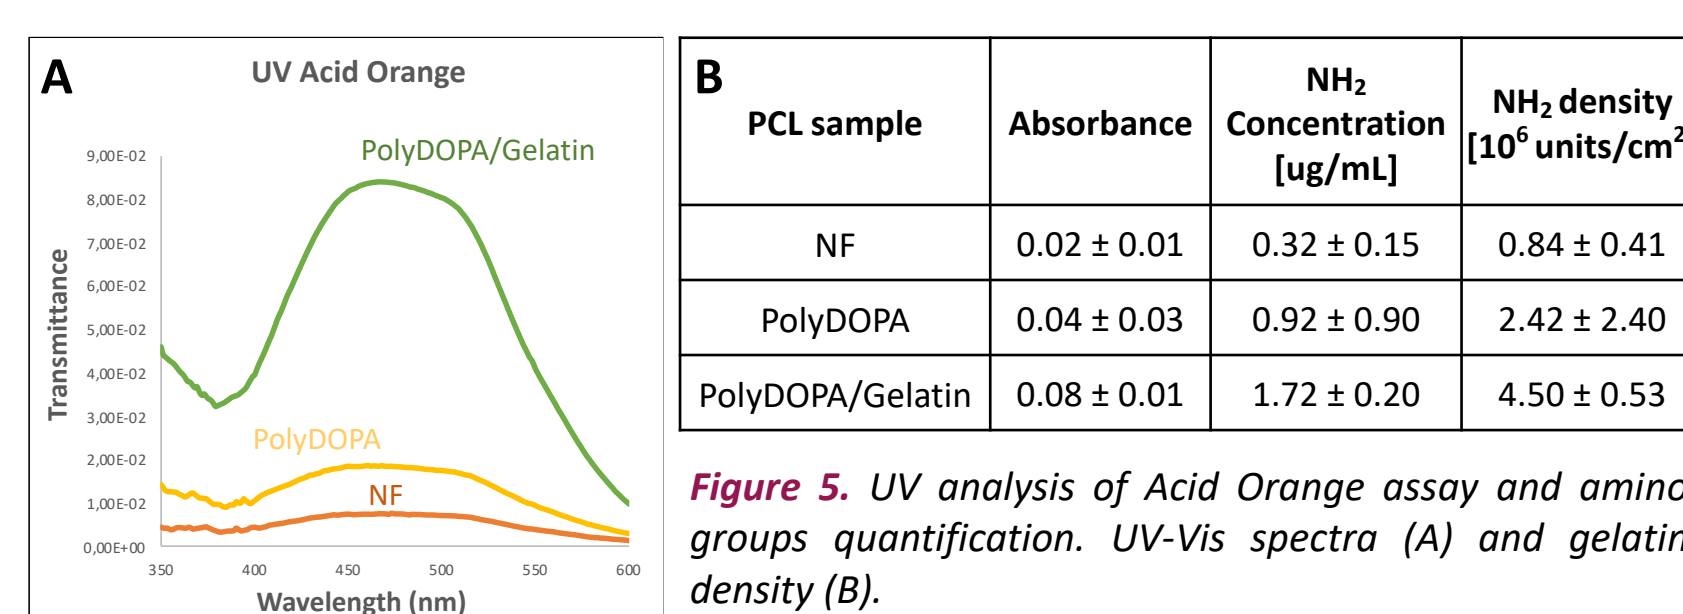 A
UV Acid Orange
PolyDOPA/Gelatin
9,00E-02
8,00E-02
7,00E-02
6,00E-02
5,00E-02
4,00E-02
3,00E-02
2,00E-02
1,00E-02
0,00E+00
Transmittance
PolyDOPA
NF
350 400 450 500 550 600
Wavelength (nm)
B
PCL sample
Absorbance
NH₂
Concentration
[ug/mL]
NH₂ density
[10⁶ units/cm²
NF 0.02 ± 0.01 0.32 ± 0.15 0.84 ± 0.41
PolyDOPA 0.04 ± 0.03 0.92 ± 0.90 2.42 ± 2.40
PolyDOPA/Gelatin 0.08 ± 0.01 1.72 ± 0.20 4.50 ± 0.53
Figure 5. UV analysis of Acid Orange assay and amino
groups quantification. UV-Vis spectra (A) and gelatin
density (B).